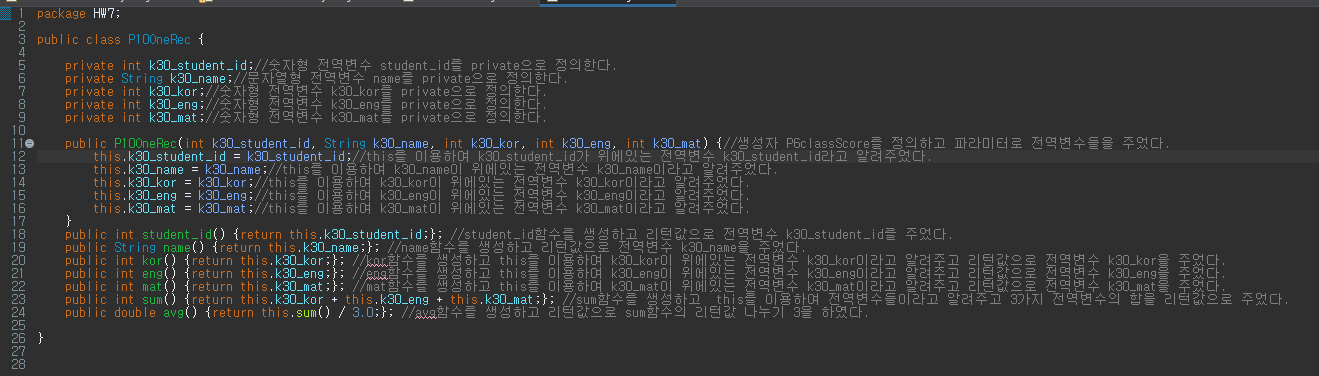 1 package HW7;
2
3 public class P10OneRec {
4
5 private int k30_student_id;//숫자형 전역변수 student_id를 private으로 정의한다.
6 private String k30_name;//문자열형 전역변수 name를 private으로 정의한다.
7 private int k30_kor;//숫자형 전역변수 k30_kor를 private으로 정의한다.
8 private int k30_eng;//숫자형 전역변수 k30_eng를 private으로 정의한다.
9 private int k30_mat;//숫자형 전역변수 k30_mat를 private으로 정의한다.
10
11 public P10OneRec(int k30_student_id, String k30_name, int k30_kor, int k30_eng, int k30_mat) {//생성자 P6classScore을 정의하고 파라미터로 전역변수들을 주었다.
12 this.k30_student_id = k30_student_id;//this를 이용하여 k30_student_id가 위에있는 전역변수 k30_student_id라고 알려주었다.
13 this.k30_name = k30_name;//this를 이용하여 k30_name이 위에있는 전역변수 k30_name이라고 알려주었다.
14 this.k30_kor = k30_kor;//this를 이용하여 k30_kor이 위에있는 전역변수 k30_kor이라고 알려주었다.
15 this.k30_eng = k30_eng;//this를 이용하여 k30_eng이 위에있는 전역변수 k30_eng이라고 알려주었다.
16 this.k30_mat = k30_mat;//this를 이용하여 k30_mat이 위에있는 전역변수 k30_mat이라고 알려주었다.
17 }
18 public int student_id() {return this.k30_student_id;}; //student_id함수를 생성하고 리턴값으로 전역변수 k30_student_id를 주었다.
19 public String name() {return this.k30_name;}; //name함수를 생성하고 리턴값으로 전역변수 k30_name을 주었다.
20 public int kor() {return this.k30_kor;}; //kor함수를 생성하고 this를 이용하여 k30_kor이 위에있는 전역변수 k30_kor이라고 알려주고 리턴값으로 전역변수 k30_kor을 주었다.
21 public int eng() {return this.k30_eng;}; //eng함수를 생성하고 this를 이용하여 k30_eng이 위에있는 전역변수 k30_eng이라고 알려주고 리턴값으로 전역변수 k30_eng을 주었다.
22 public int mat() {return this.k30_mat;}; //mat함수를 생성하고 this를 이용하여 k30_mat이 위에있는 전역변수 k30_mat이라고 알려주고 리턴값으로 전역변수 k30_mat을 주었다.
23 public int sum() {return this.k30_kor + this.k30_eng + this.k30_mat;}; //sum함수를 생성하고 this를 이용하여 전역변수들이라고 알려주고 3가지 전역변수의 합을 리턴값으로 주었다.
24 public double avg() {return this.sum() / 3.0;}; //avg함수를 생성하고 리턴값으로 sum함수의 리턴값 나누기 3을 하였다.
25
26 }
27
28